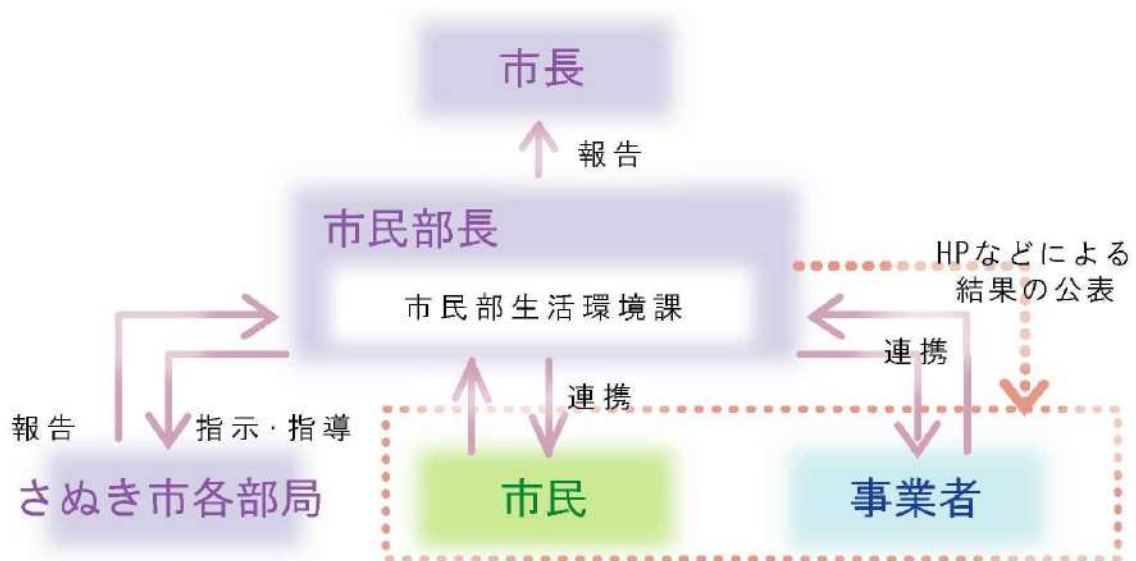 市長
報告
市民部長
HPなどによる
結果の公表
市民部生活環境課
連携
連携
報告
指示・指導
さぬき市各部局
市民
事業者